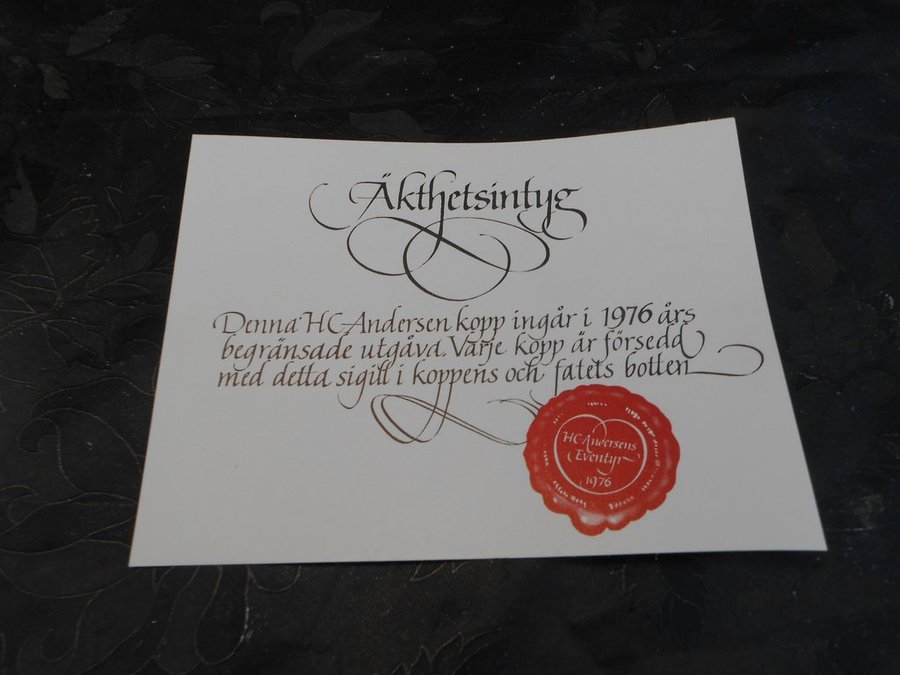 Äkthetsintyg
Denna HC Andersen kopp ingår i 1976 års
begränsade utgåva. Varje kopp är försedd
med detta sigill i koppens och fatets botten
HC Andersens
Eventyr
1976